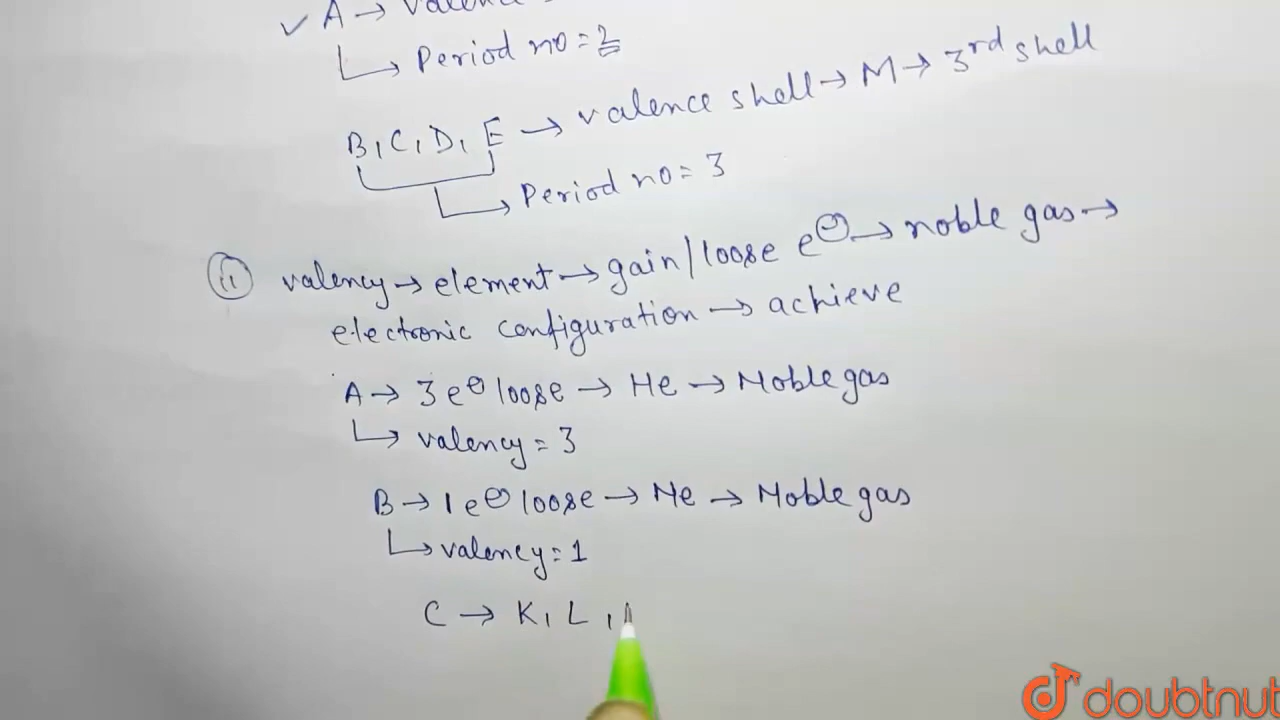 ✓ A → Valence
↳ Period no = 2
B, C, D, E → valence shell → M → 3rd shell
↳ Period no = 3
(ii) valency → element → gain/loose e⊖ → noble gas →
electronic configuration → achieve
A → 3 e⊖ loose → He → Noble gas
↳ valency = 3
B → 1 e⊖ loose → Ne → Noble gas
↳ valency = 1
C → K, L,
doubtnut